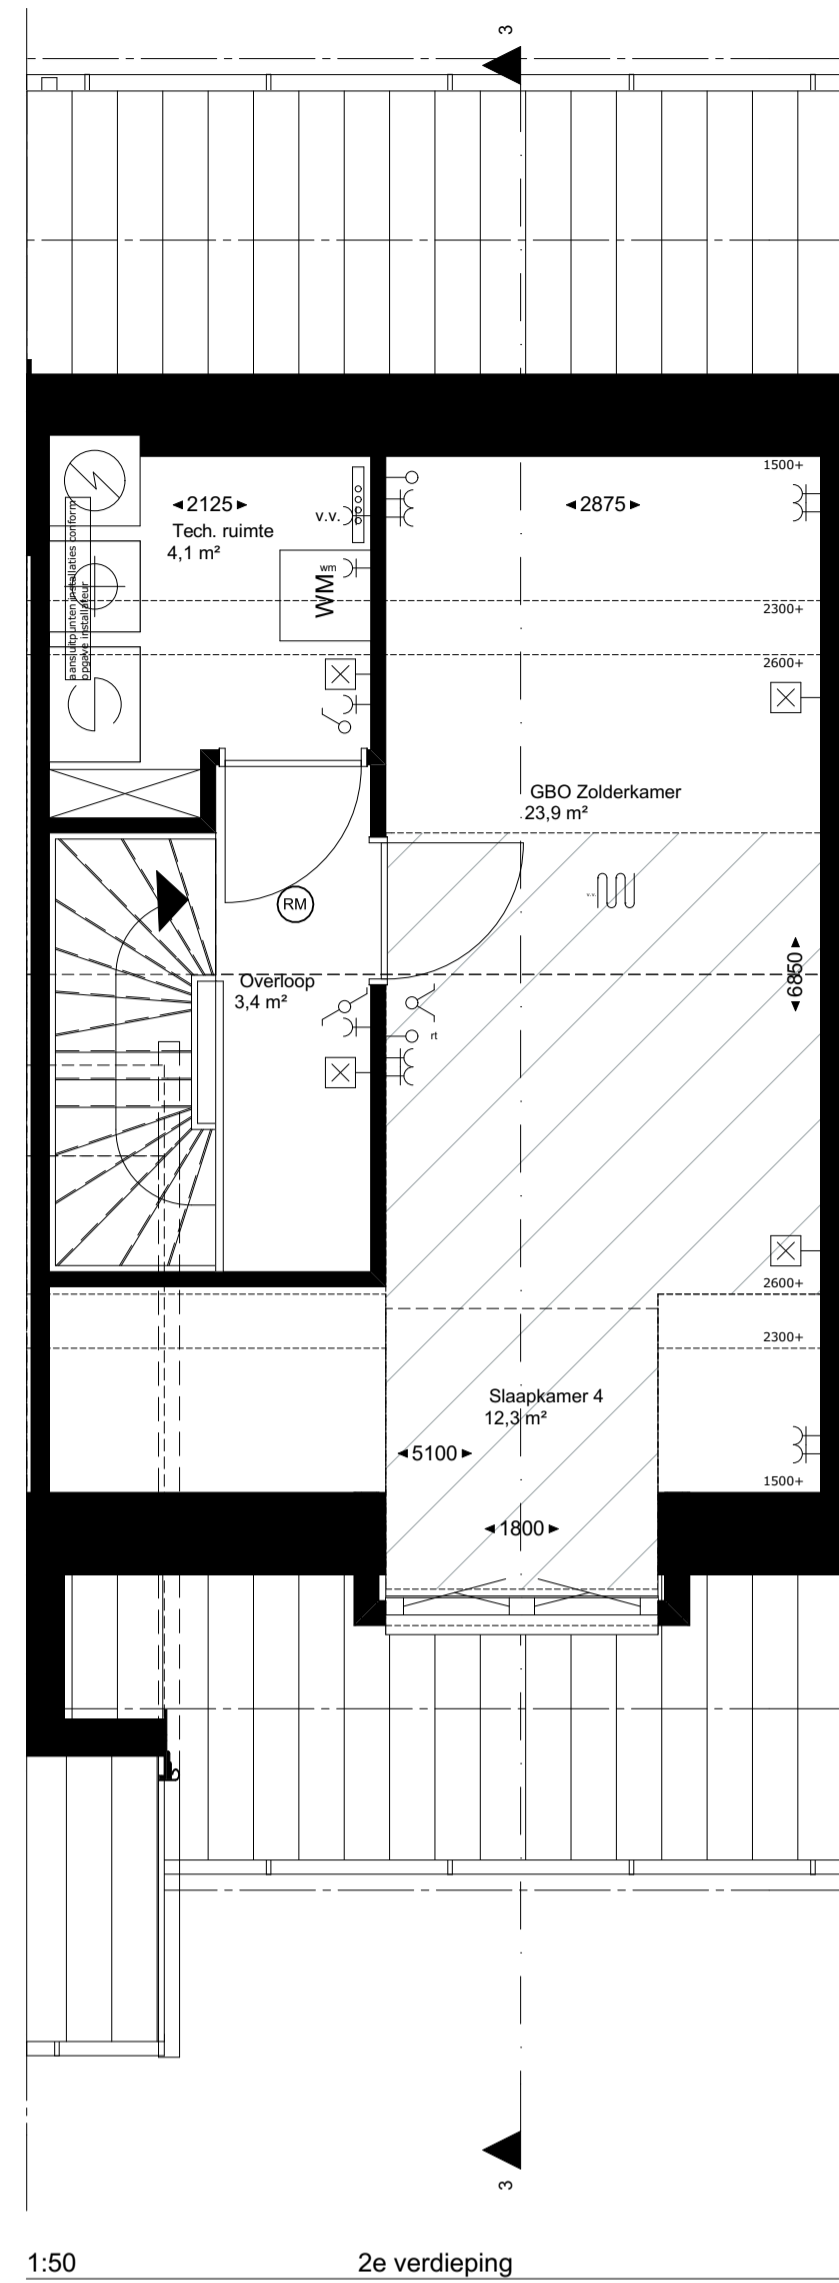 3
1500+
2125
2875
v.v.
Tech. ruimte
4,1 m²
aansluitpunten installaties conform
opgave installateur
wm
WM
2300+
2600+
GBO Zolderkamer
23,9 m²
v.v.
RM
6850
Overloop
3,4 m²
rt
2600+
2300+
Slaapkamer 4
12,3 m²
5100
1500+
1800
3
1:50
2e verdieping